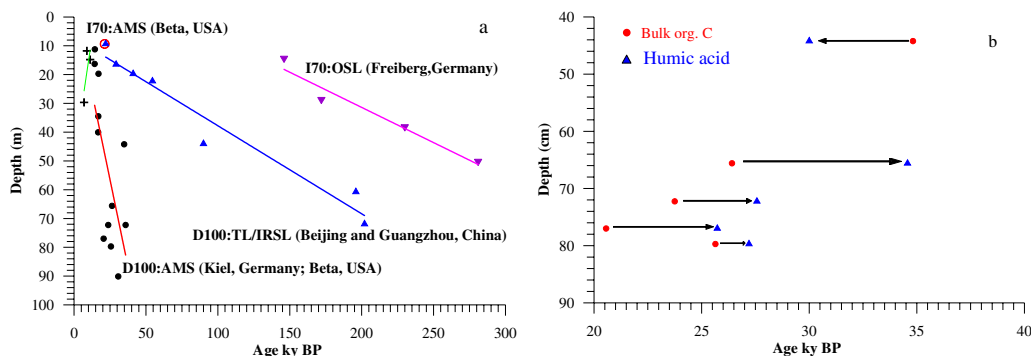 I70:AMS (Beta, USA)
a
I70:OSL (Freiberg,Germany)
D100:TL/IRSL (Beijing and Guangzhou, China)
D100:AMS (Kiel, Germany; Beta, USA)
Depth (m)
0
10
20
30
40
50
60
70
80
90
100
0 50 100 150 200 250 300
Age ky BP
Bulk org. C
b
Humic acid
Depth (cm)
40
50
60
70
80
90
20 25 30 35 40
Age ky BP